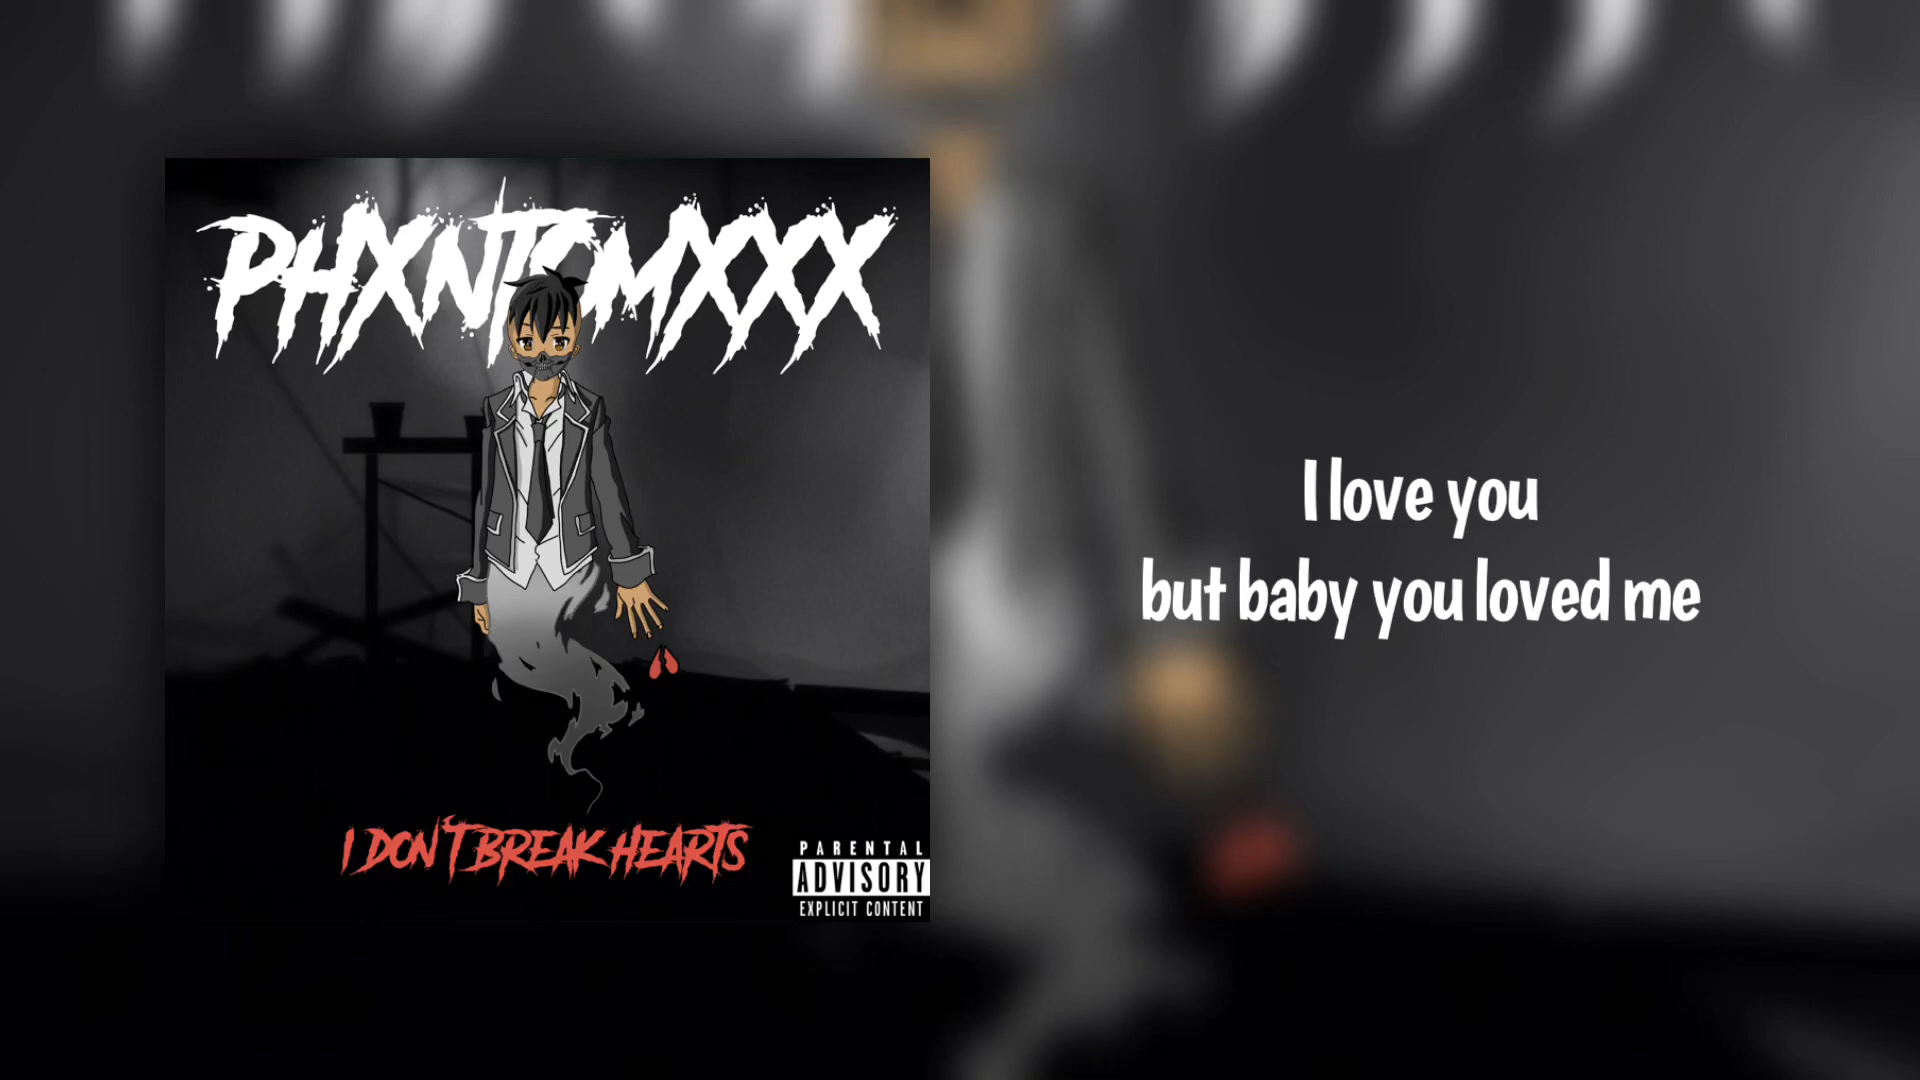 PHXNTOMXXX
I DON'T BREAK HEARTS
PARENTAL
ADVISORY
EXPLICIT CONTENT
I love you
but baby you loved me